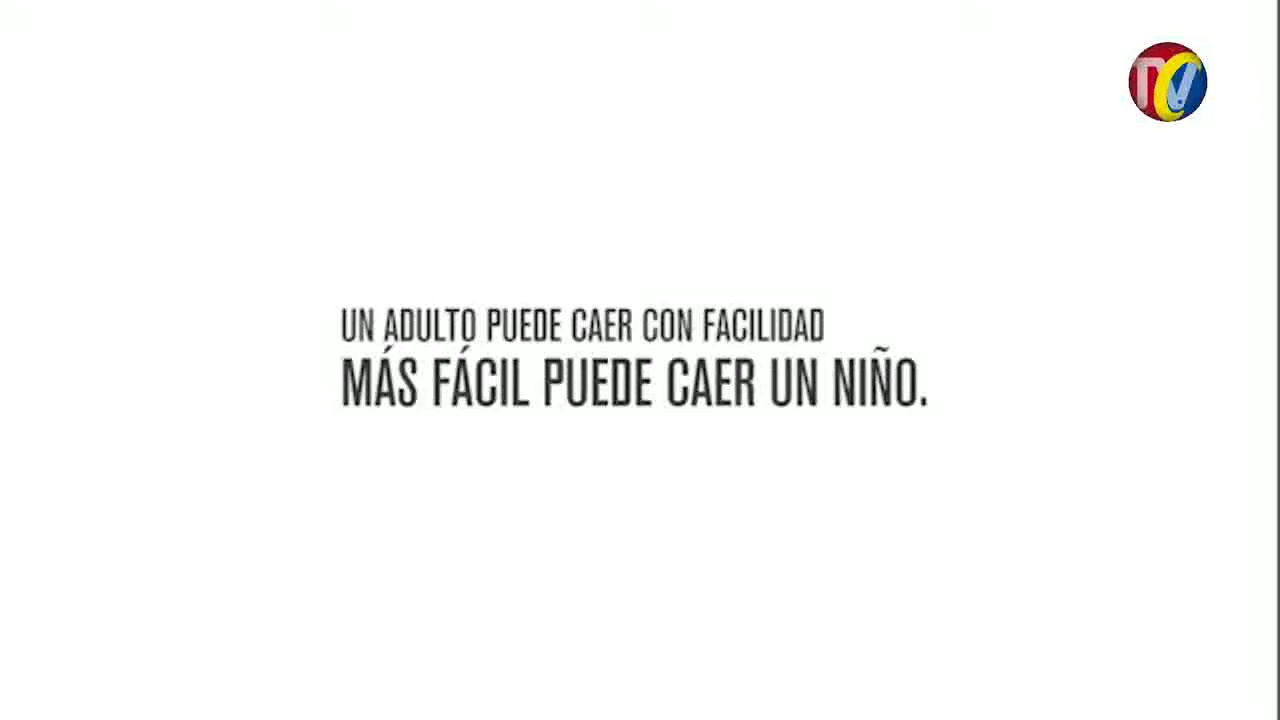 UN ADULTO PUEDE CAER CON FACILIDAD
MÁS FÁCIL PUEDE CAER UN NIÑO.